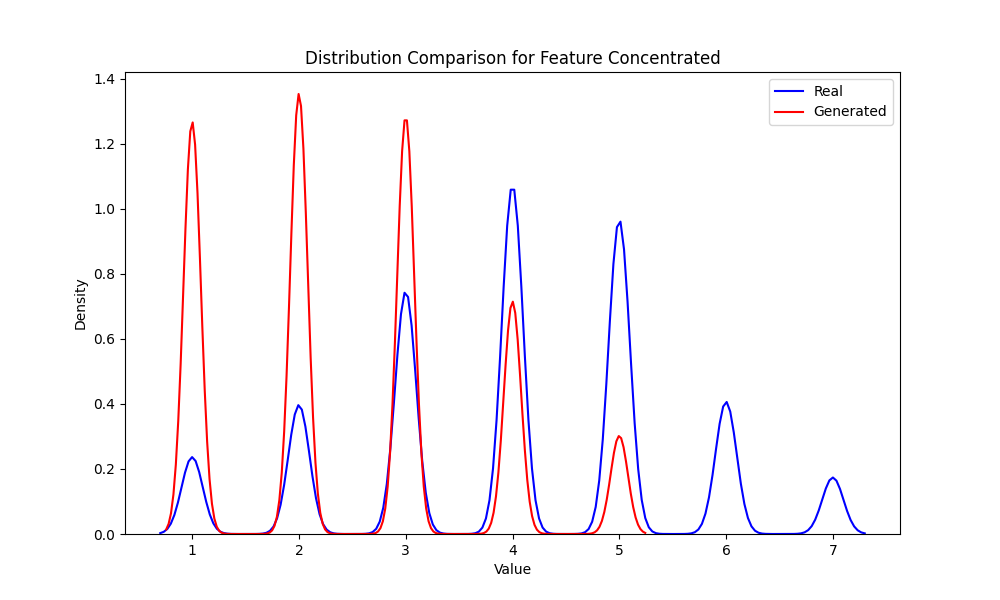 Distribution Comparison for Feature Concentrated
Real
Generated
1.4
1.2
1.0
0.8
0.6
0.4
0.2
0.0
Density
1 2 3 4 5 6 7
Value